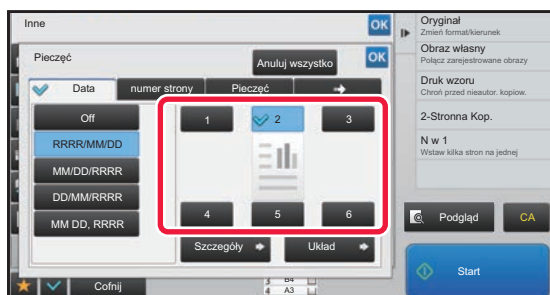 Inne
OK
Pieczęć
Anuluj wszystko
OK
Data
numer strony
Pieczęć
Off
RRRR/MM/DD
MM/DD/RRRR
DD/MM/RRRR
MM DD, RRRR
1
2
3
4
5
6
Szczegóły
Układ
Cofnij
3 B4
4 A3
Oryginał
Zmień format/kierunek
Obraz własny
Połącz zarejestrowane obrazy
Druk wzoru
Chroń przed nieautor. kopiow.
2-Stronna Kop.
N w 1
Wstaw kilka stron na jednej
Podgląd
CA
Start